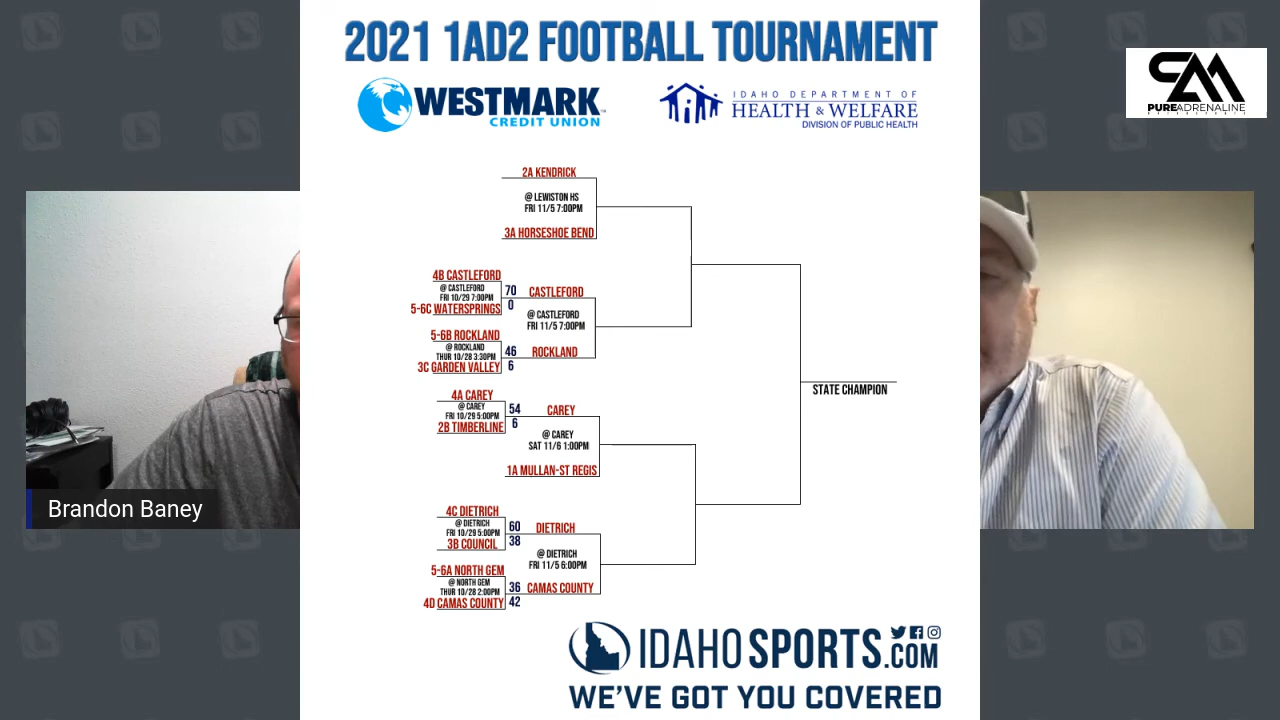 2021 1AD2 FOOTBALL TOURNAMENT
WESTMARK
CREDIT UNION
IDAHO DEPARTMENT OF
HEALTH & WELFARE
DIVISION OF PUBLIC HEALTH
PUREADRENALINE
2A KENDRICK
@ LEWISTON HS
FRI 11/5 7:00PM
3A HORSESHOE BEND
4B CASTLEFORD
@ CASTLEFORD
FRI 10/29 7:00PM
5-6C WATERSPRINGS
70
0
CASTLEFORD
@ CASTLEFORD
FRI 11/5 7:00PM
5-6B ROCKLAND
@ ROCKLAND
THUR 10/28 3:30PM
3C GARDEN VALLEY
46
6
ROCKLAND
4A CAREY
@ CAREY
FRI 10/29 5:00PM
2B TIMBERLINE
54
6
CAREY
@ CAREY
SAT 11/6 1:00PM
1A MULLAN-ST REGIS
STATE CHAMPION
4C DIETRICH
@ DIETRICH
FRI 10/29 5:00PM
3B COUNCIL
60
38
DIETRICH
@ DIETRICH
FRI 11/5 6:00PM
5-6A NORTH GEM
@ NORTH GEM
THUR 10/28 2:00PM
4D CAMAS COUNTY
36
42
CAMAS COUNTY
Brandon Baney
IDAHO SPORTS.COM
WE'VE GOT YOU COVERED